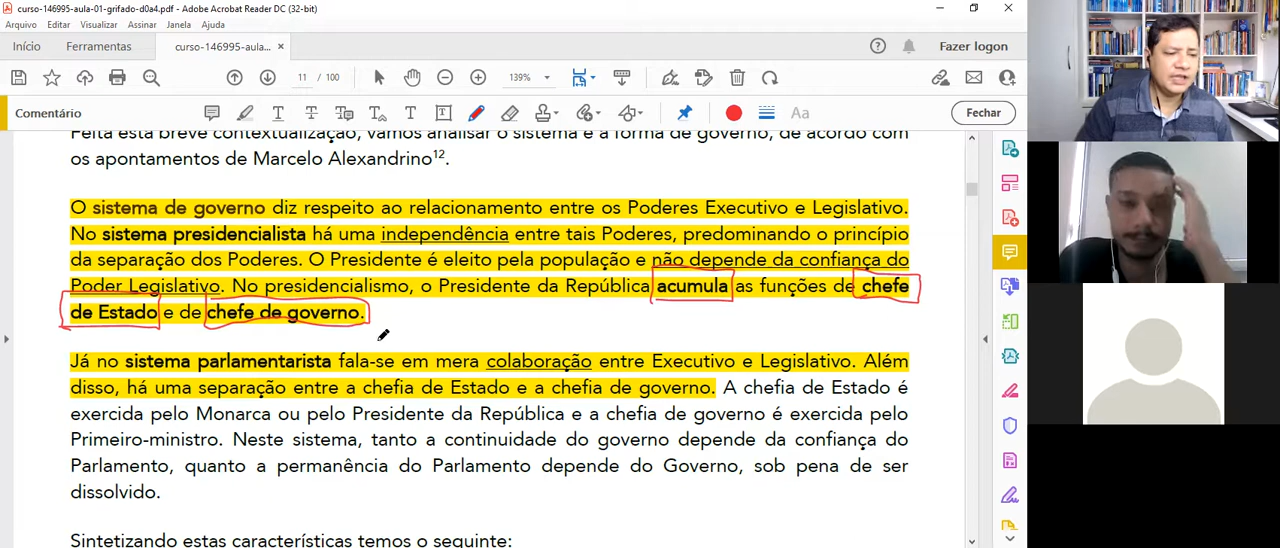 curso-146995-aula-01-grifado-d0a4.pdf - Adobe Acrobat Reader DC (32-bit)
Arquivo Editar Visualizar Assinar Janela Ajuda
Início Ferramentas curso-146995-aula... × Fazer logon
11 / 100 139%
Comentário Aa Fechar
Feita esta breve contextualização, vamos analisar o sistema e a forma de governo, de acordo com
os apontamentos de Marcelo Alexandrino¹².
O sistema de governo diz respeito ao relacionamento entre os Poderes Executivo e Legislativo.
No sistema presidencialista há uma independência entre tais Poderes, predominando o princípio
da separação dos Poderes. O Presidente é eleito pela população e não depende da confiança do
Poder Legislativo. No presidencialismo, o Presidente da República acumula as funções de chefe
de Estado e de chefe de governo.
Já no sistema parlamentarista fala-se em mera colaboração entre Executivo e Legislativo. Além
disso, há uma separação entre a chefia de Estado e a chefia de governo. A chefia de Estado é
exercida pelo Monarca ou pelo Presidente da República e a chefia de governo é exercida pelo
Primeiro-ministro. Neste sistema, tanto a continuidade do governo depende da confiança do
Parlamento, quanto a permanência do Parlamento depende do Governo, sob pena de ser
dissolvido.
Sintetizando estas características temos o seguinte: